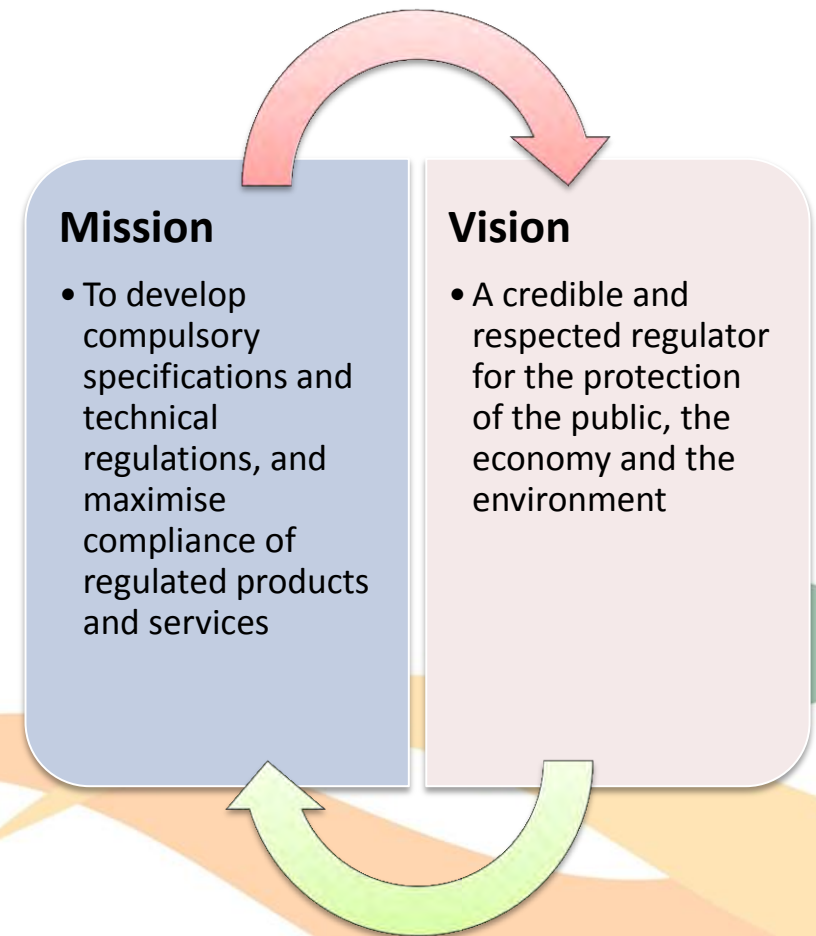 Mission
• To develop
compulsory
specifications and
technical
regulations, and
maximise
compliance of
regulated products
and services
Vision
• A credible and
respected regulator
for the protection
of the public, the
economy and the
environment